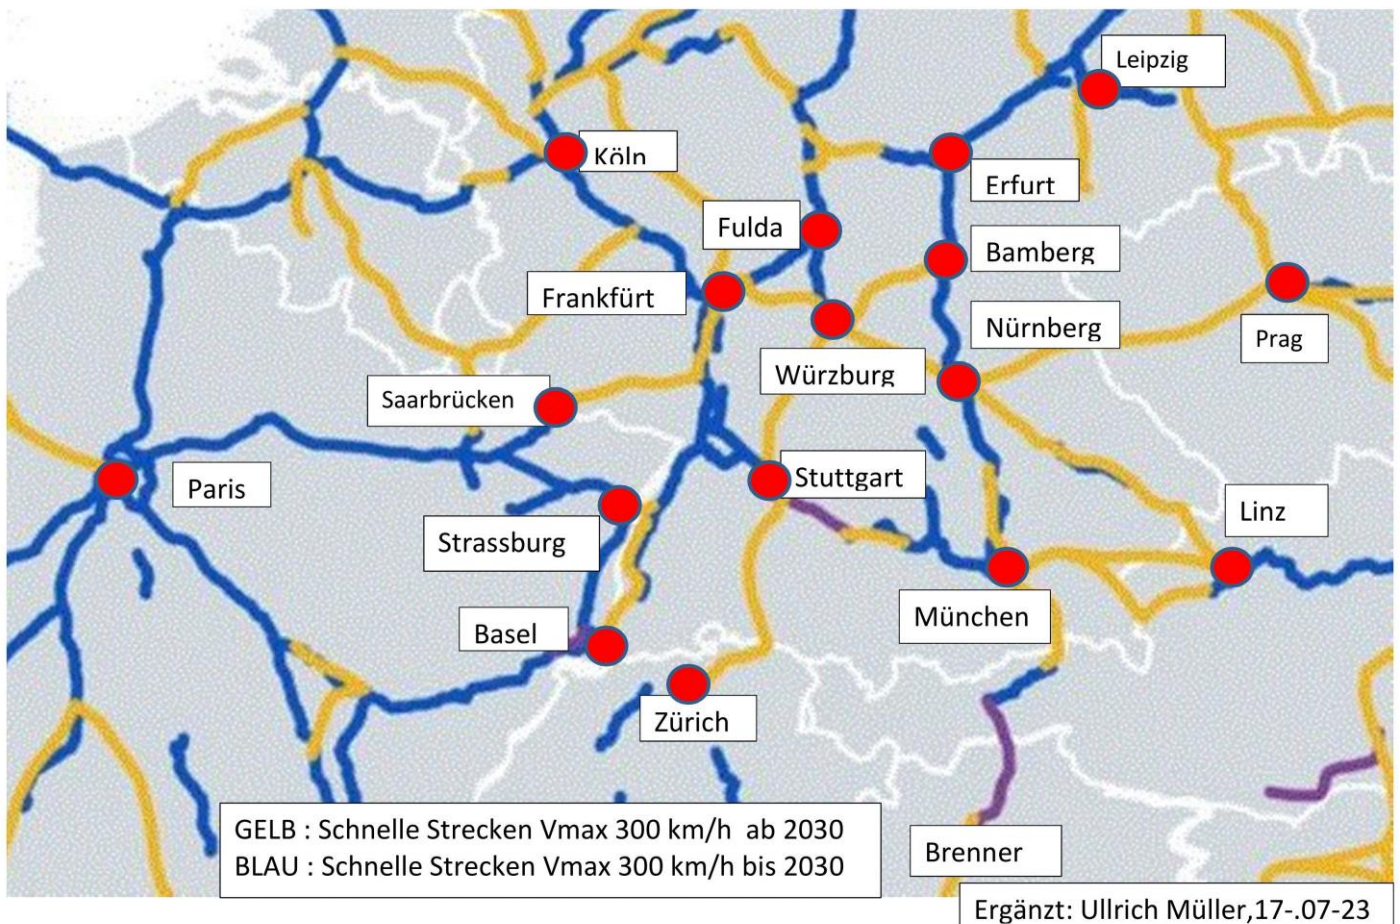 Leipzig
Köln
Erfurt
Fulda
Bamberg
Frankfürt
Nürnberg
Prag
Würzburg
Saarbrücken
Paris
Stuttgart
Linz
Strassburg
München
Basel
Zürich
GELB : Schnelle Strecken Vmax 300 km/h ab 2030
BLAU : Schnelle Strecken Vmax 300 km/h bis 2030
Brenner
Ergänzt: Ullrich Müller,17-.07-23